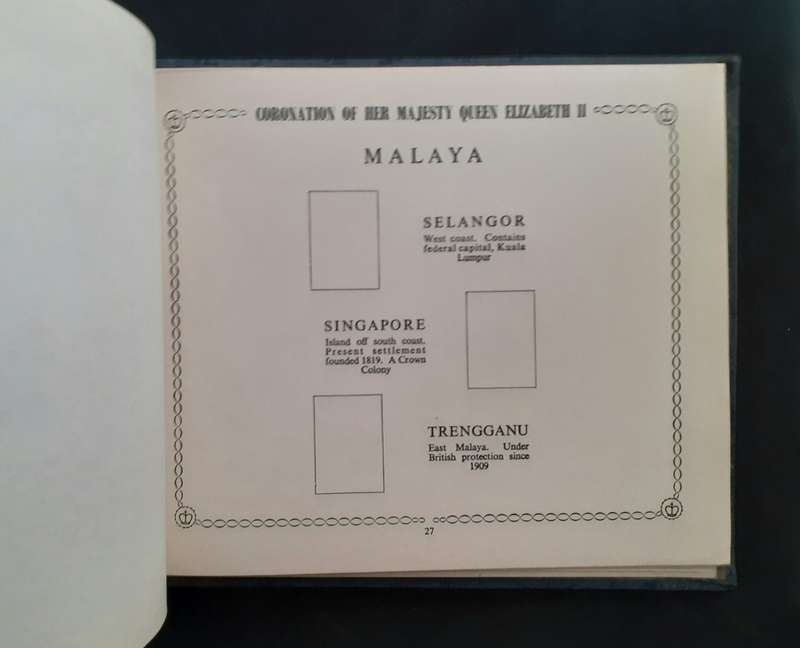 CORONATION OF HER MAJESTY QUEEN ELIZABETH II
MALAYA
SELANGOR
West coast. Contains
federal capital, Kuala
Lumpur
SINGAPORE
Island off south coast.
Present settlement
founded 1819. A Crown
Colony
TRENGGANU
East Malaya. Under
British protection since
1909
27